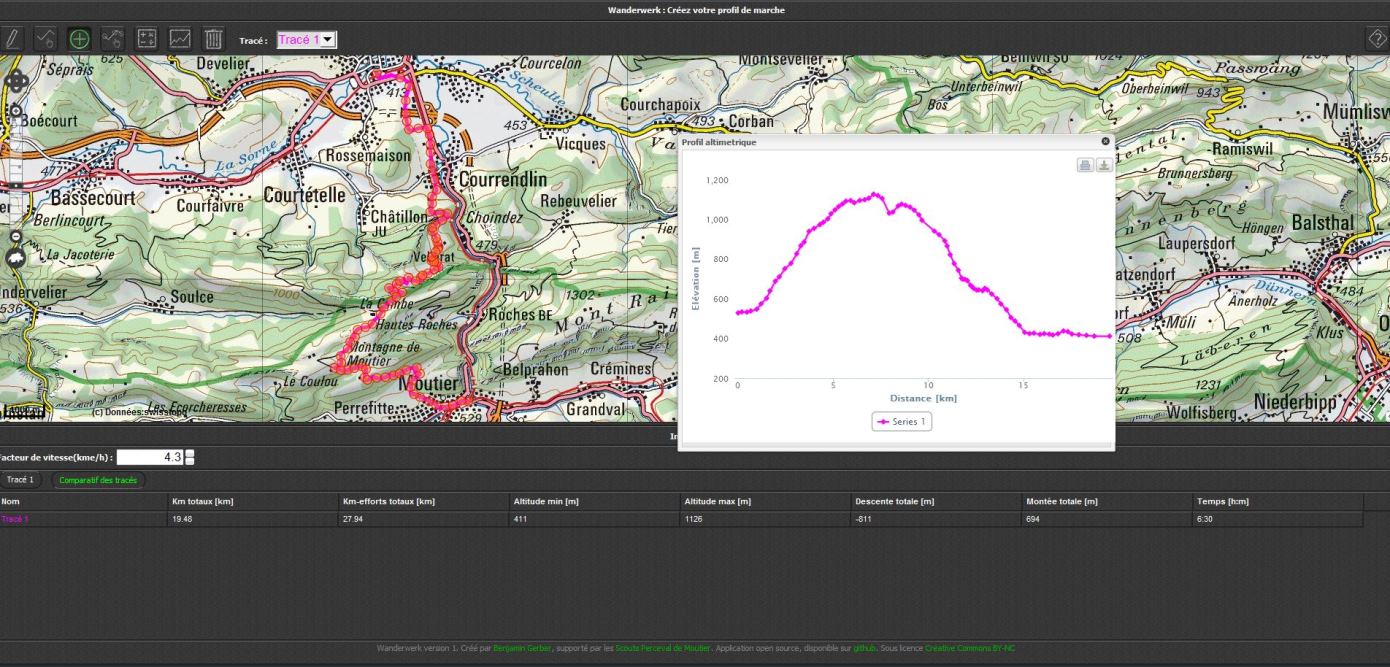 Wanderwerk : Créez votre profil de marche
Tracé : Tracé 1
Séprais
625
Develier
Courcelon
Montsevelier
Beinwil SO
1024
Passwang
Scheulte
Unterbeinwil
Oberbeinwil
943
413
Boécourt
Courchapoix
Bös
Mümlisw
453
493
Corban
Vicques
La Sorne
Rossemaison
Ramiswil
477
Courrendlin
Brunnersberg
Bassecourt
Courtételle
Courfaivre
Rebeuvelier
Berlincourt
Châtillon
JU
Choindez
Höngen
Balsthal
479
Laupersdorf
La Jacoterie
Dünnern
ndervelier
Soulce
1000
La Combe
1302
Mont
Rai
484
Anerholz
536
Roches BE
Hautes Roches
Müli
508
Klus
Montagne de
Moutier
Läberen
Belprahon
Crémines
Le Coulou
Moutier
1231
Perrefitte
529
Grandval
Niederbipp
Wolfisberg
Les Ecorcheresses
(c) Données:swisstopo
Profil altimetrique
1,200
1,000
800
600
400
200
Elévation [m]
0 5 10 15
Distance [km]
Series 1
Facteur de vitesse(kme/h) : 4.3
Tracé 1 Comparatif des tracés
Nom Km totaux [km] Km-efforts totaux [km] Altitude min [m] Altitude max [m] Descente totale [m] Montée totale [m] Temps [h:m]
Tracé 1 19.48 27.94 411 1126 -811 694 6:30
Wanderwerk version 1. Créé par Benjamin Gerber, supporté par les Scouts Perceval de Moutier. Application open source, disponible sur github. Sous licence Creative Commons BY-NC